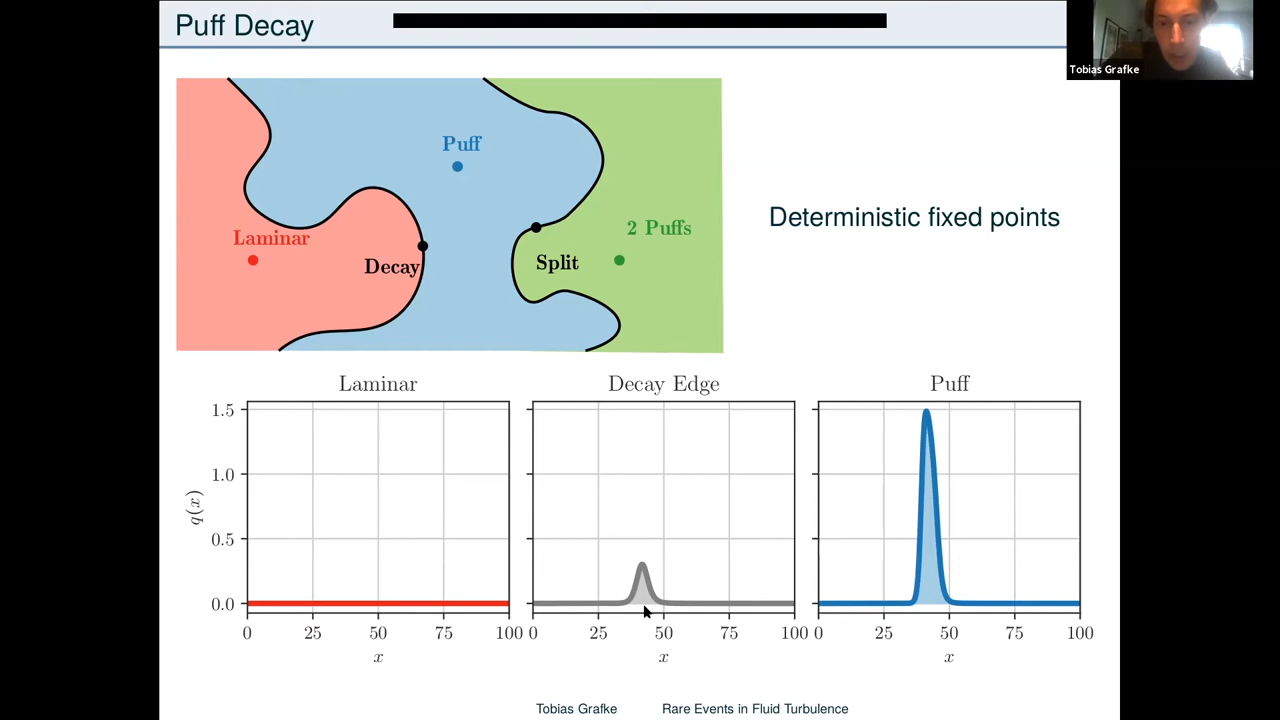 Puff Decay
Tobias Grafke
Puff
Laminar
2 Puffs
Decay
Split
Deterministic fixed points
Laminar
Decay Edge
Puff
1.5
1.0
0.5
0.0
q(x)
0 25 50 75 100
0 25 50 75 100
0 25 50 75 100
x
x
x
Tobias Grafke Rare Events in Fluid Turbulence